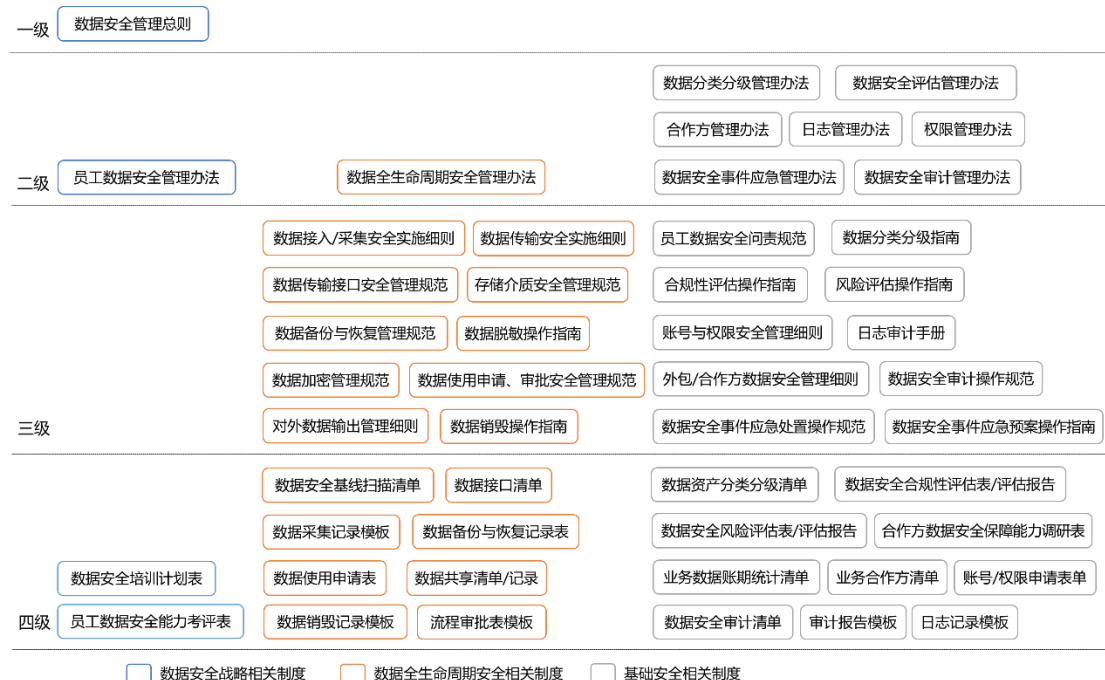 一级 数据安全管理总则
数据分类分级管理办法 数据安全评估管理办法
合作方管理办法 日志管理办法 权限管理办法
二级 员工数据安全管理办法 数据全生命周期安全管理办法 数据安全事件应急管理办法 数据安全审计管理办法
数据接入/采集安全实施细则 数据传输安全实施细则 员工数据安全问责规范 数据分类分级指南
数据传输接口安全管理规范 存储介质安全管理规范 合规性评估操作指南 风险评估操作指南
数据备份与恢复管理规范 数据脱敏操作指南 账号与权限安全管理细则 日志审计手册
数据加密管理规范 数据使用申请、审批安全管理规范 外包/合作方数据安全管理细则 数据安全审计操作规范
三级 对外数据输出管理细则 数据销毁操作指南 数据安全事件应急处置操作规范 数据安全事件应急预案操作指南
数据安全基线扫描清单 数据接口清单 数据资产分类分级清单 数据安全合规性评估表/评估报告
数据采集记录模板 数据备份与恢复记录表 数据安全风险评估表/评估报告 合作方数据安全保障能力调研表
数据安全培训计划表 数据使用申请表 数据共享清单/记录 业务数据账期统计清单 业务合作方清单 账号/权限申请表单
四级 员工数据安全能力考评表 数据销毁记录模板 流程审批表模板 数据安全审计清单 审计报告模板 日志记录模板
数据安全战略相关制度 数据全生命周期安全相关制度 基础安全相关制度